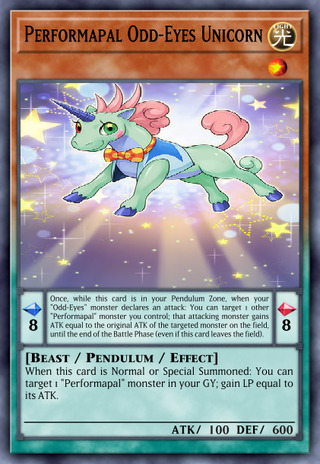 Performapal Odd-Eyes Unicorn
LIGHT
光
Once, while this card is in your Pendulum Zone, when your
"Odd-Eyes" monster declares an attack: You can target 1 other
"Performapal" monster you control; that attacking monster gains
ATK equal to the original ATK of the targeted monster on the field,
until the end of the Battle Phase (even if this card leaves the field).
8
8
[Beast / Pendulum / Effect]
When this card is Normal or Special Summoned: You can
target 1 "Performapal" monster in your GY; gain LP equal to
its ATK.
ATK/ 100 DEF/ 600